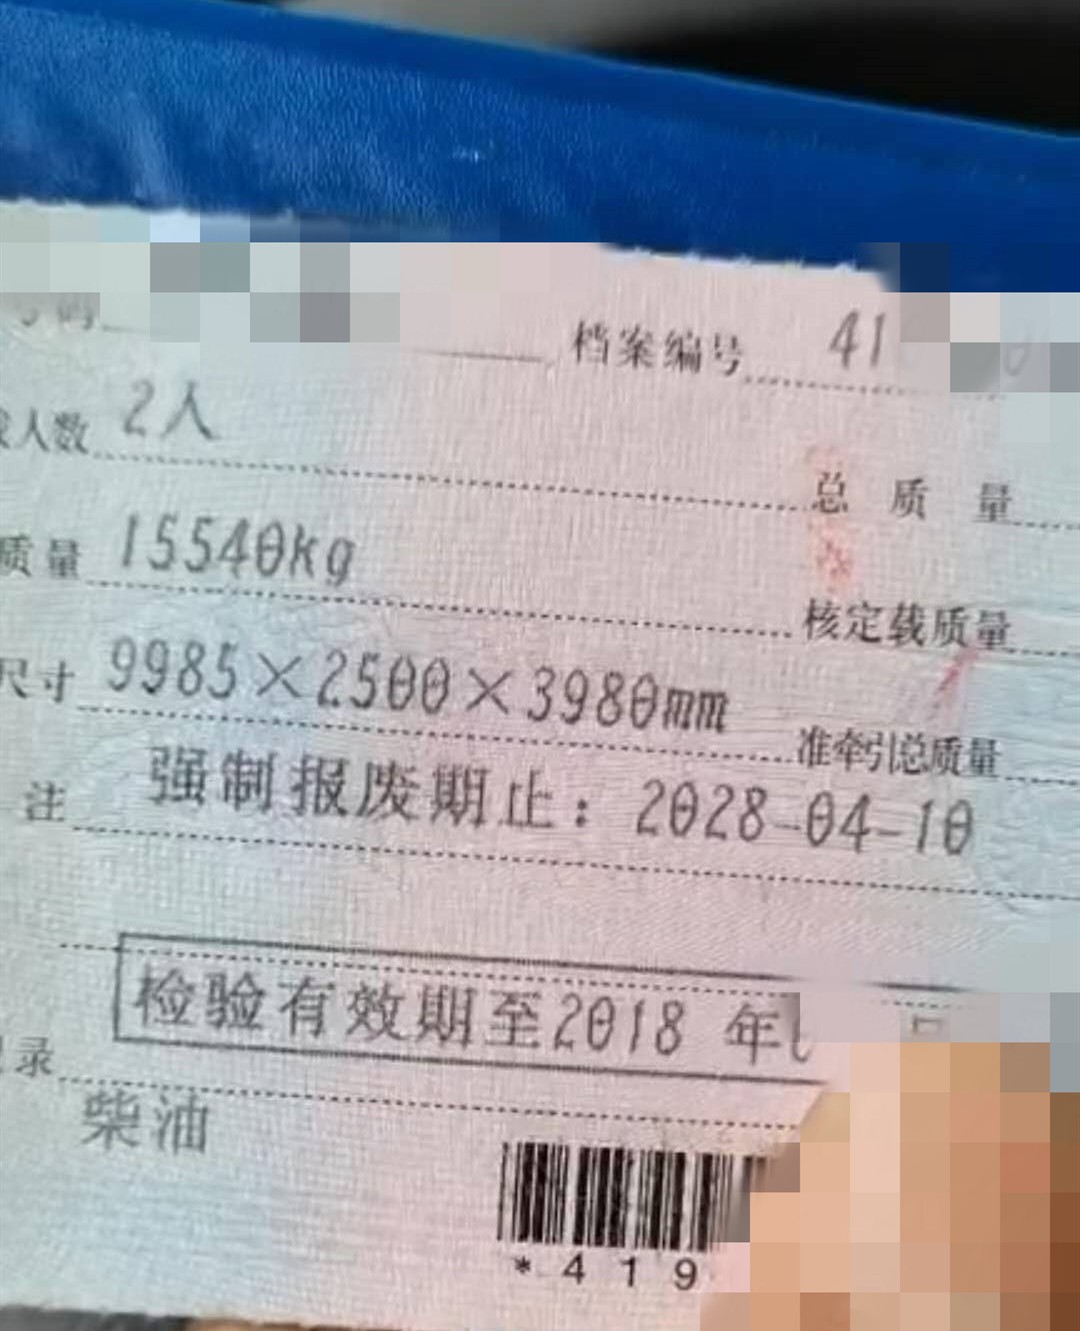 档案编号 41
人数 2人
总质量
质量 15540kg
核定载质量
尺寸 9985×2500×3980mm
准牵引总质量
注 强制报废期止：2028-04-10
检验有效期至2018 年
录
柴油
*419